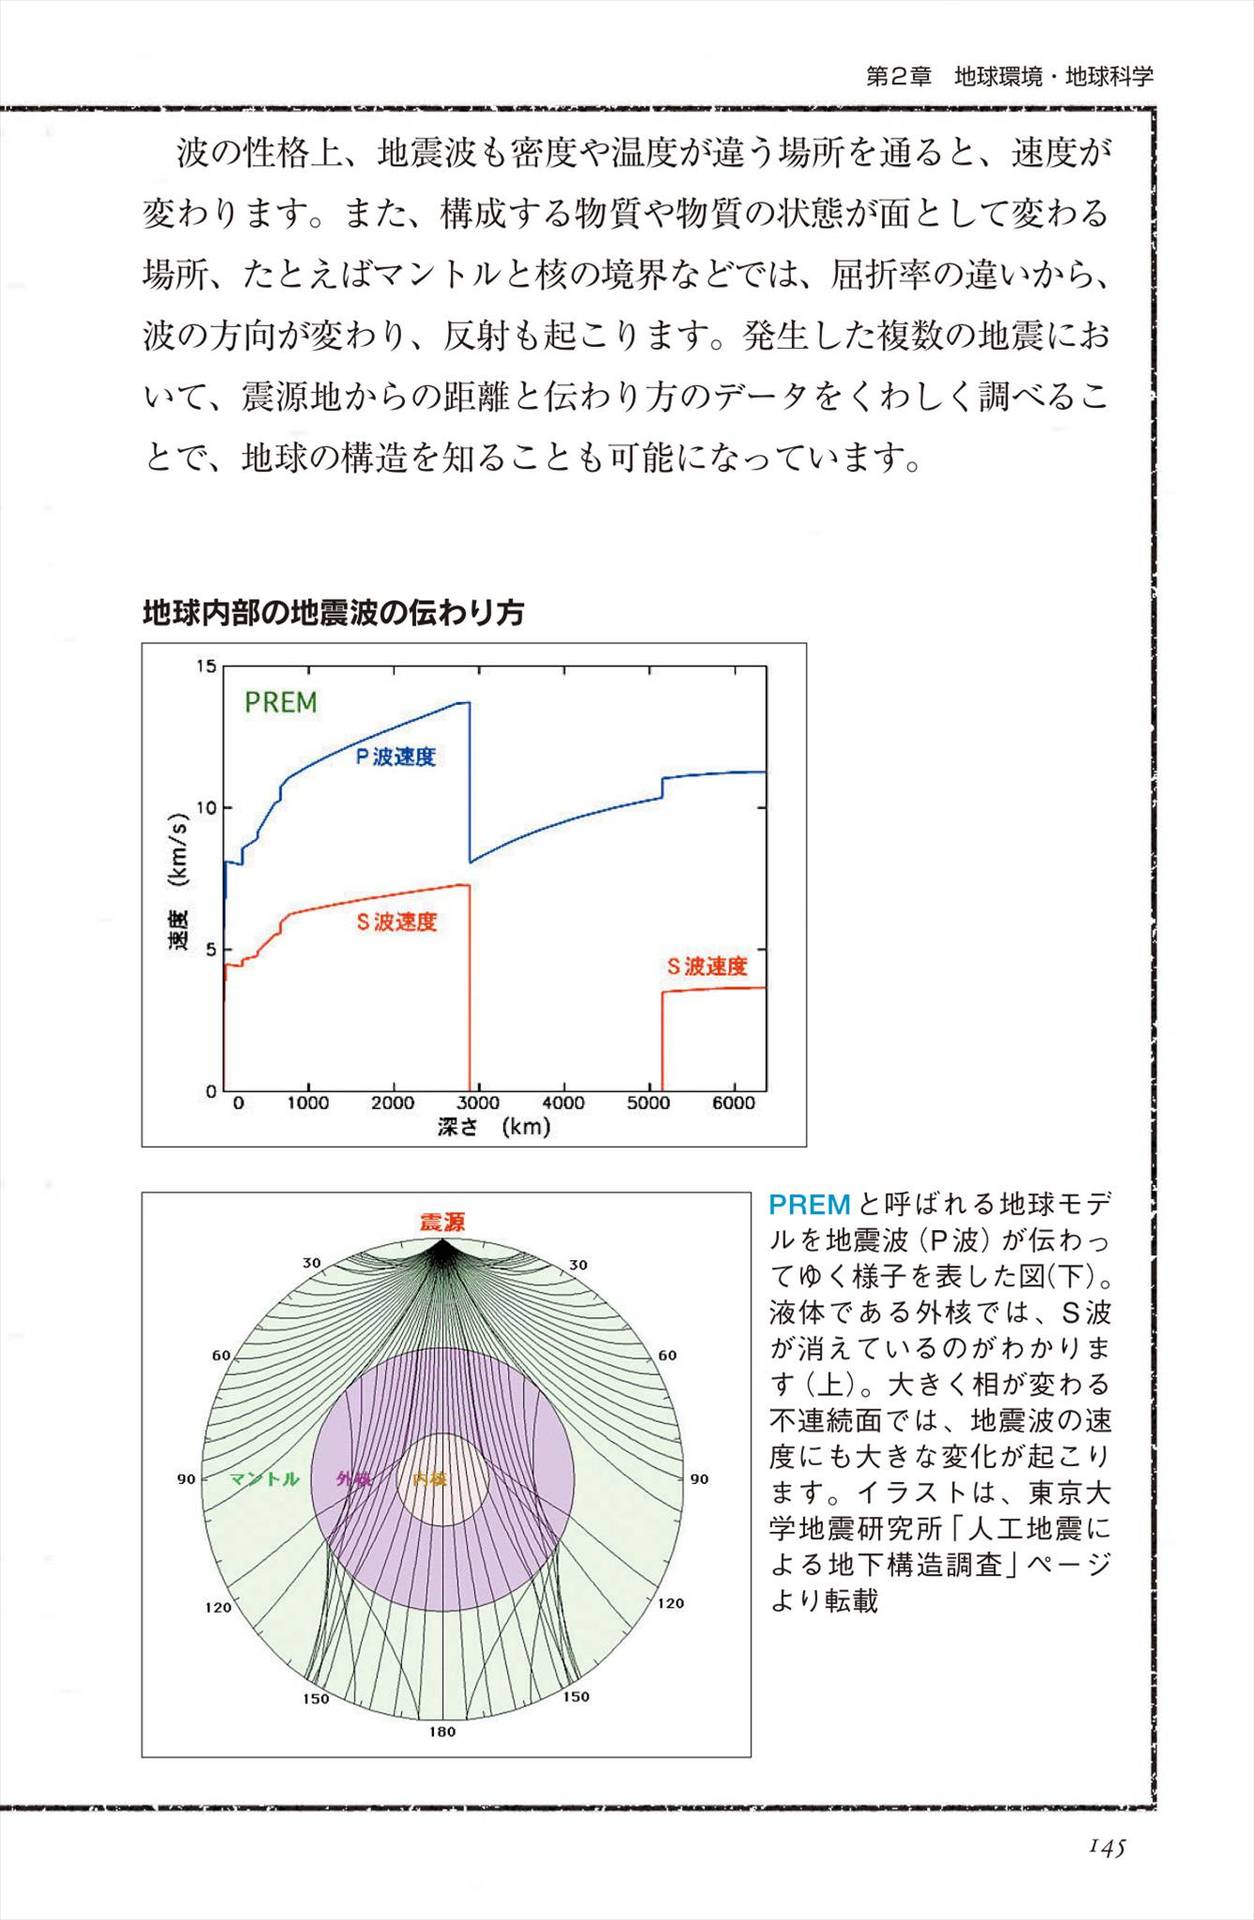 第2章　地球環境・地球科学
　波の性格上、地震波も密度や温度が違う場所を通ると、速度が
変わります。また、構成する物質や物質の状態が面として変わる
場所、たとえばマントルと核の境界などでは、屈折率の違いから、
波の方向が変わり、反射も起こります。発生した複数の地震にお
いて、震源地からの距離と伝わり方のデータをくわしく調べるこ
とで、地球の構造を知ることも可能になっています。
地球内部の地震波の伝わり方
15
PREM
P波速度
10
速度　(km/s)
S波速度
5
S波速度
0
0 1000 2000 3000 4000 5000 6000
深さ　(km)
震源
30 30
60 60
90 マントル 外核 内核 90
120 120
150 150
180
PREMと呼ばれる地球モデ
ルを地震波（P波）が伝わっ
てゆく様子を表した図(下)。
液体である外核では、S波
が消えているのがわかりま
す（上）。大きく相が変わる
不連続面では、地震波の速
度にも大きな変化が起こり
ます。イラストは、東京大
学地震研究所「人工地震に
よる地下構造調査」ページ
より転載
145